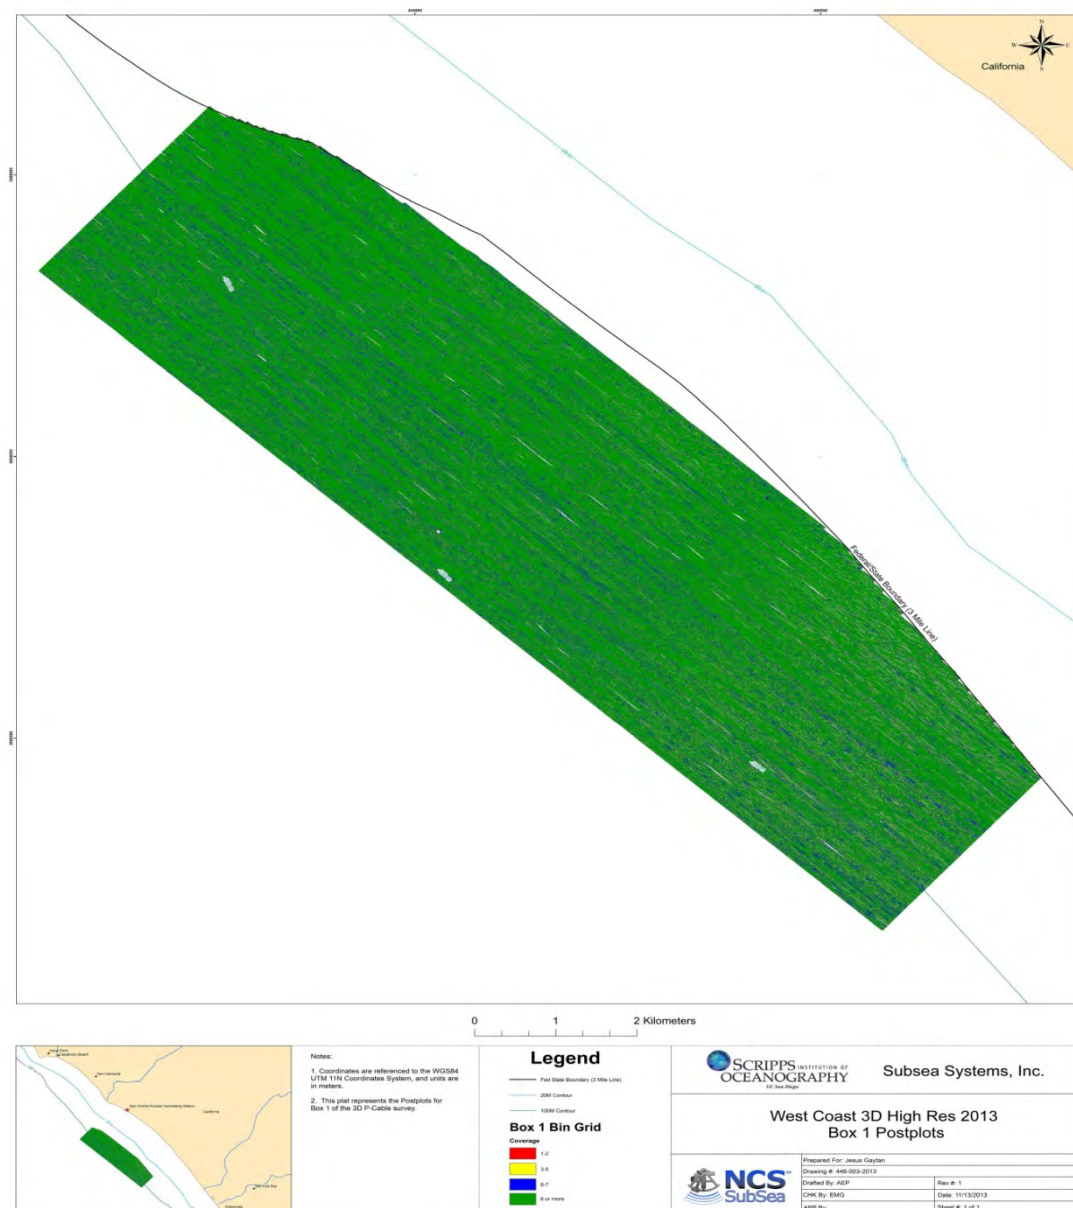 N
W
E
S
California
Federal/State Boundary (3 Mile Line)
0 1 2 Kilometers
San Clemente
California
Notes:
1. Coordinates are referenced to the WGS84
UTM 11N Coordinates System, and units are
in meters.
2. This plat represents the Postplots for
Box 1 of the 3D P-Cable survey.
Legend
Fed State Boundary (3 Mile Line)
20M Contour
100M Contour
Box 1 Bin Grid
Coverage
1-2
3-5
6-7
8 or more
SCRIPPS INSTITUTION OF
OCEANOGRAPHY
UC San Diego
Subsea Systems, Inc.
West Coast 3D High Res 2013
Box 1 Postplots
NCS
SubSea
Prepared For: Jesus Gaytan
Drawing #: 446-003-2013
Drafted By: AEP
Rev #: 1
CHK By: EMG
Date: 11/13/2013
APP By:
Sheet #: 1 of 1